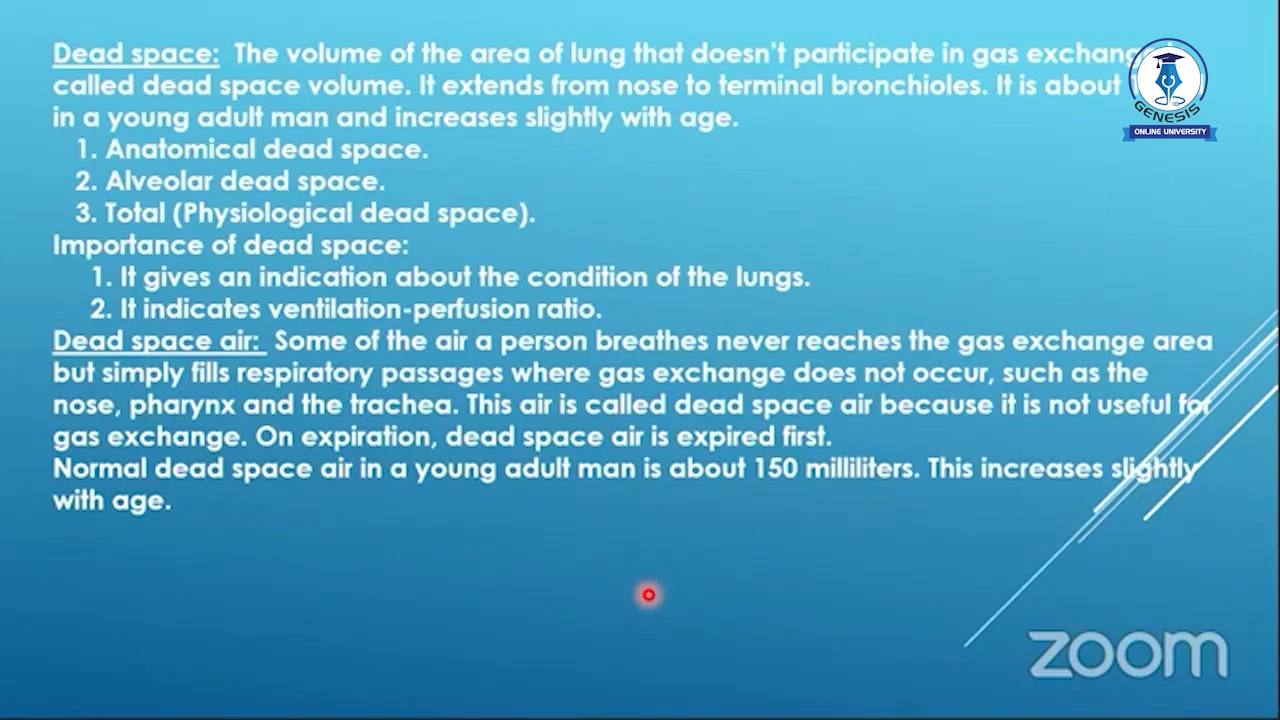 Dead space: The volume of the area of lung that doesn't participate in gas exchang
called dead space volume. It extends from nose to terminal bronchioles. It is about
in a young adult man and increases slightly with age.
1. Anatomical dead space.
2. Alveolar dead space.
3. Total (Physiological dead space).
Importance of dead space:
1. It gives an indication about the condition of the lungs.
2. It indicates ventilation-perfusion ratio.
Dead space air: Some of the air a person breathes never reaches the gas exchange area
but simply fills respiratory passages where gas exchange does not occur, such as the
nose, pharynx and the trachea. This air is called dead space air because it is not useful for
gas exchange. On expiration, dead space air is expired first.
Normal dead space air in a young adult man is about 150 milliliters. This increases slightly
with age.
GENESIS
ONLINE UNIVERSITY
zoom